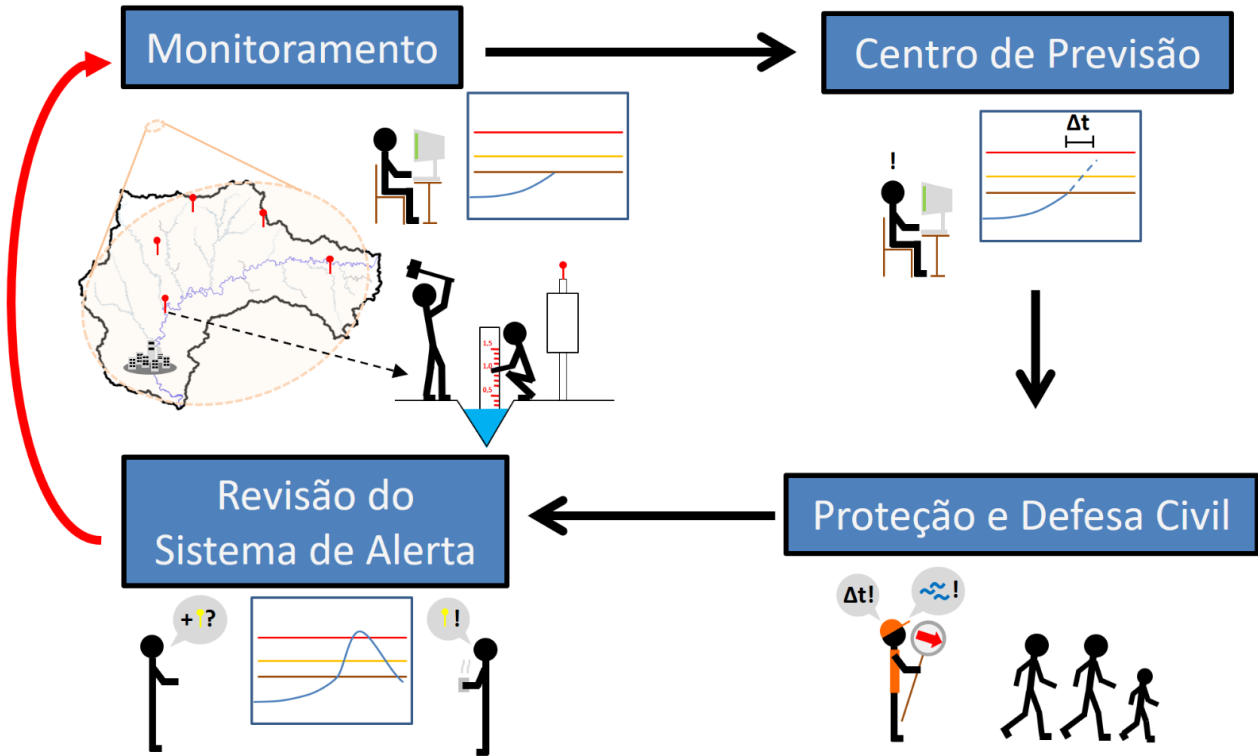 Monitoramento
Centro de Previsão
Δt
!
1,5
1,0
0,5
Revisão do
Sistema de Alerta
Proteção e Defesa Civil
+ ?
!
Δt!
!